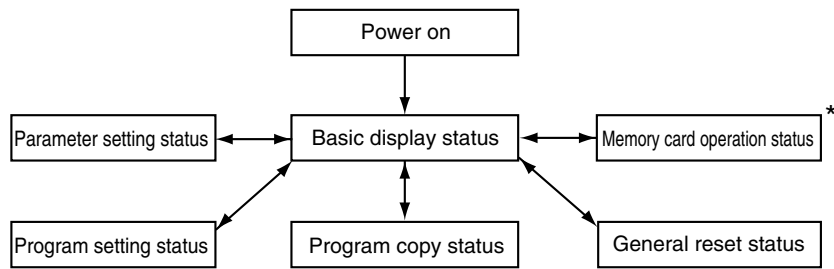 Power on
*
Parameter setting status
Basic display status
Memory card operation status
Program setting status
Program copy status
General reset status